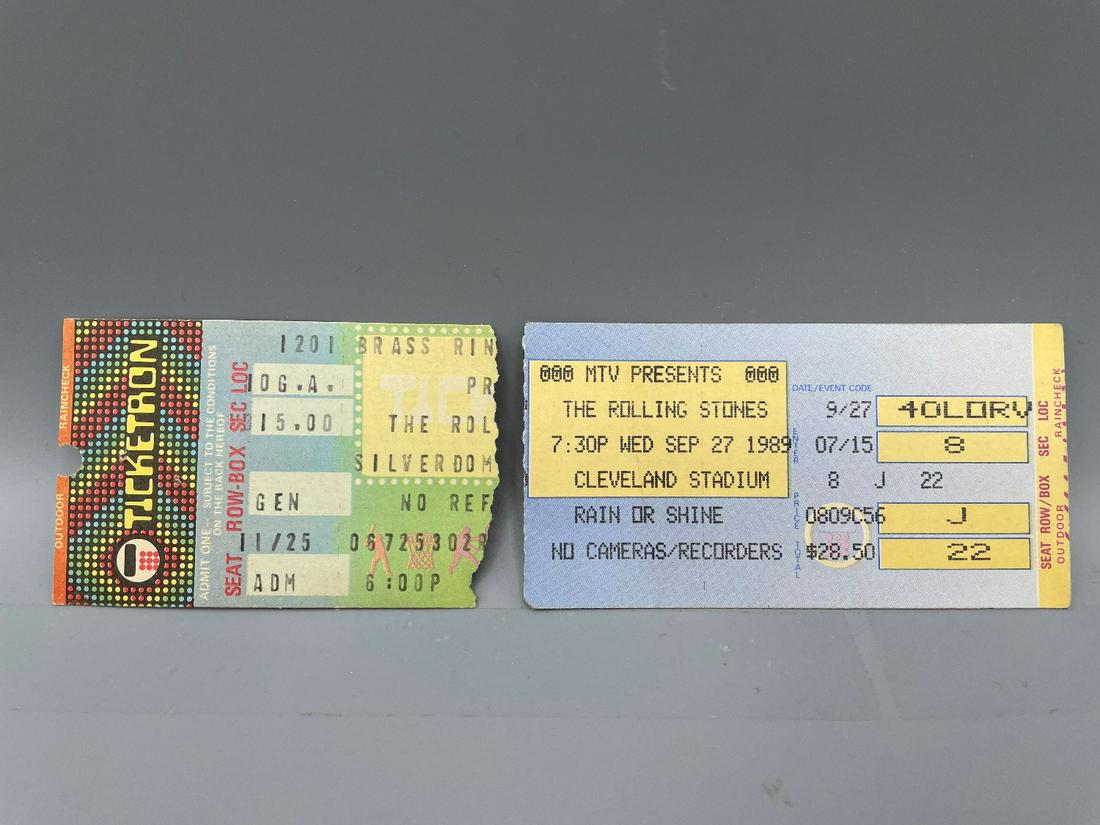 RAINCHECK
OUTDOOR
TICKETRON
ADMIT ONE— SUBJECT TO THE CONDITIONS
ON THE BACK HEREOF
SEAT ROW-BOX SEC LOC
1201 BRASS RIN
10G.A. PR
15.00 THE ROL
SILVERDOM
GEN NO REF
11/25 06725302R
ADM 6:00P
000 MTV PRESENTS 000
THE ROLLING STONES
7:30P WED SEP 27 1989
CLEVELAND STADIUM
RAIN OR SHINE
NO CAMERAS/RECORDERS
DATE/EVENT CODE
9/27 40LORV
07/15 8
8 J 22
0809C56 J
$28.50 22
PRICE
TOTAL
SEAT ROW/BOX SEC LOC
OUTDOOR RAINCHECK